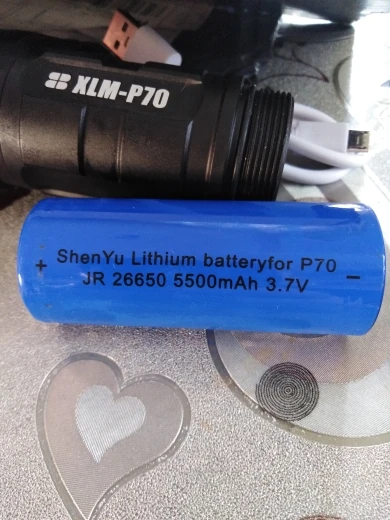 XLM-P70
ShenYu Lithium batteryfor P70
+ JR 26650 5500mAh 3.7V −